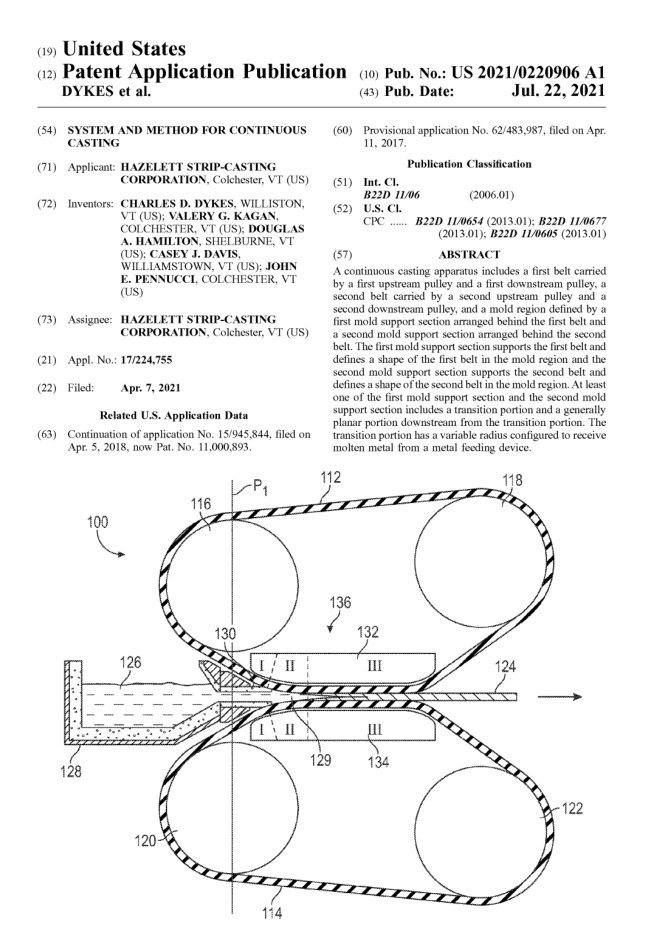 (19) United States
(12) Patent Application Publication (10) Pub. No.: US 2021/0220906 A1
DYKES et al. (43) Pub. Date: Jul. 22, 2021
(54) SYSTEM AND METHOD FOR CONTINUOUS
CASTING
(71) Applicant: HAZELETT STRIP-CASTING
CORPORATION, Colchester, VT (US)
(72) Inventors: CHARLES D. DYKES, WILLISTON,
VT (US); VALERY G. KAGAN,
COLCHESTER, VT (US); DOUGLAS
A. HAMILTON, SHELBURNE, VT
(US); CASEY J. DAVIS,
WILLIAMSTOWN, VT (US); JOHN
E. PENNUCCI, COLCHESTER, VT
(US)
(73) Assignee: HAZELETT STRIP-CASTING
CORPORATION, Colchester, VT (US)
(21) Appl. No.: 17/224,755
(22) Filed: Apr. 7, 2021
Related U.S. Application Data
(63) Continuation of application No. 15/945,844, filed on
Apr. 5, 2018, now Pat. No. 11,000,893.
(60) Provisional application No. 62/483,987, filed on Apr.
11, 2017.
Publication Classification
(51) Int. Cl.
B22D 11/06 (2006.01)
(52) U.S. Cl.
CPC ...... B22D 11/0654 (2013.01); B22D 11/0677
(2013.01); B22D 11/0605 (2013.01)
(57) ABSTRACT
A continuous casting apparatus includes a first belt carried
by a first upstream pulley and a first downstream pulley, a
second belt carried by a second upstream pulley and a
second downstream pulley, and a mold region defined by a
first mold support section arranged behind the first belt and
a second mold support section arranged behind the second
belt. The first mold support section supports the first belt and
defines a shape of the first belt in the mold region and the
second mold support section supports the second belt and
defines a shape of the second belt in the mold region. At least
one of the first mold support section and the second mold
support section includes a transition portion and a generally
planar portion downstream from the transition portion. The
transition portion has a variable radius configured to receive
molten metal from a metal feeding device.
P1
112
118
116
100
136
130
132
I II III
126
124
I II III
129
134
128
122
120
114